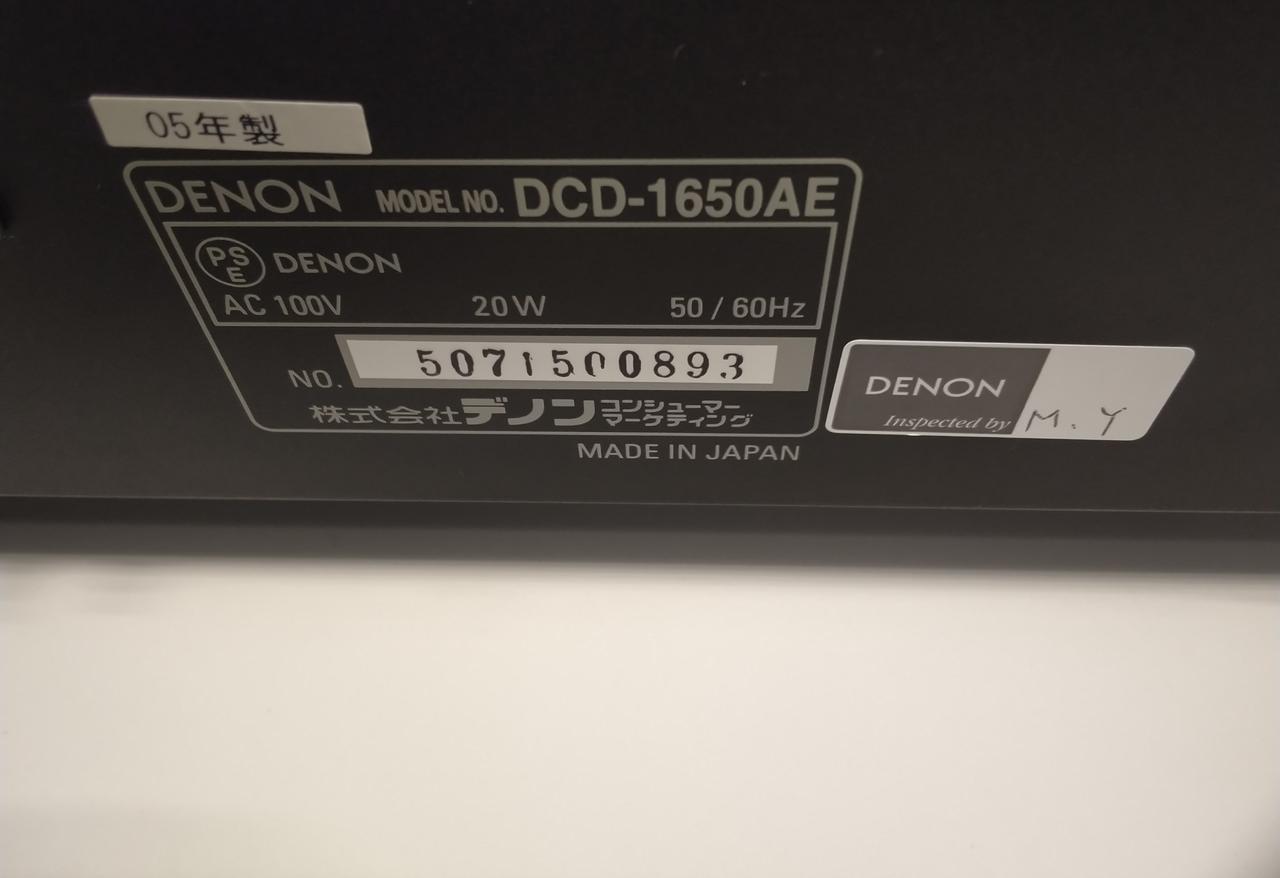 05年製
DENON MODEL NO. DCD-1650AE
PSE DENON
AC 100V 20W 50/60Hz
NO. 5071500893
株式会社デノン コンシューマーマーケティング
MADE IN JAPAN
DENON
Inspected by M.Y